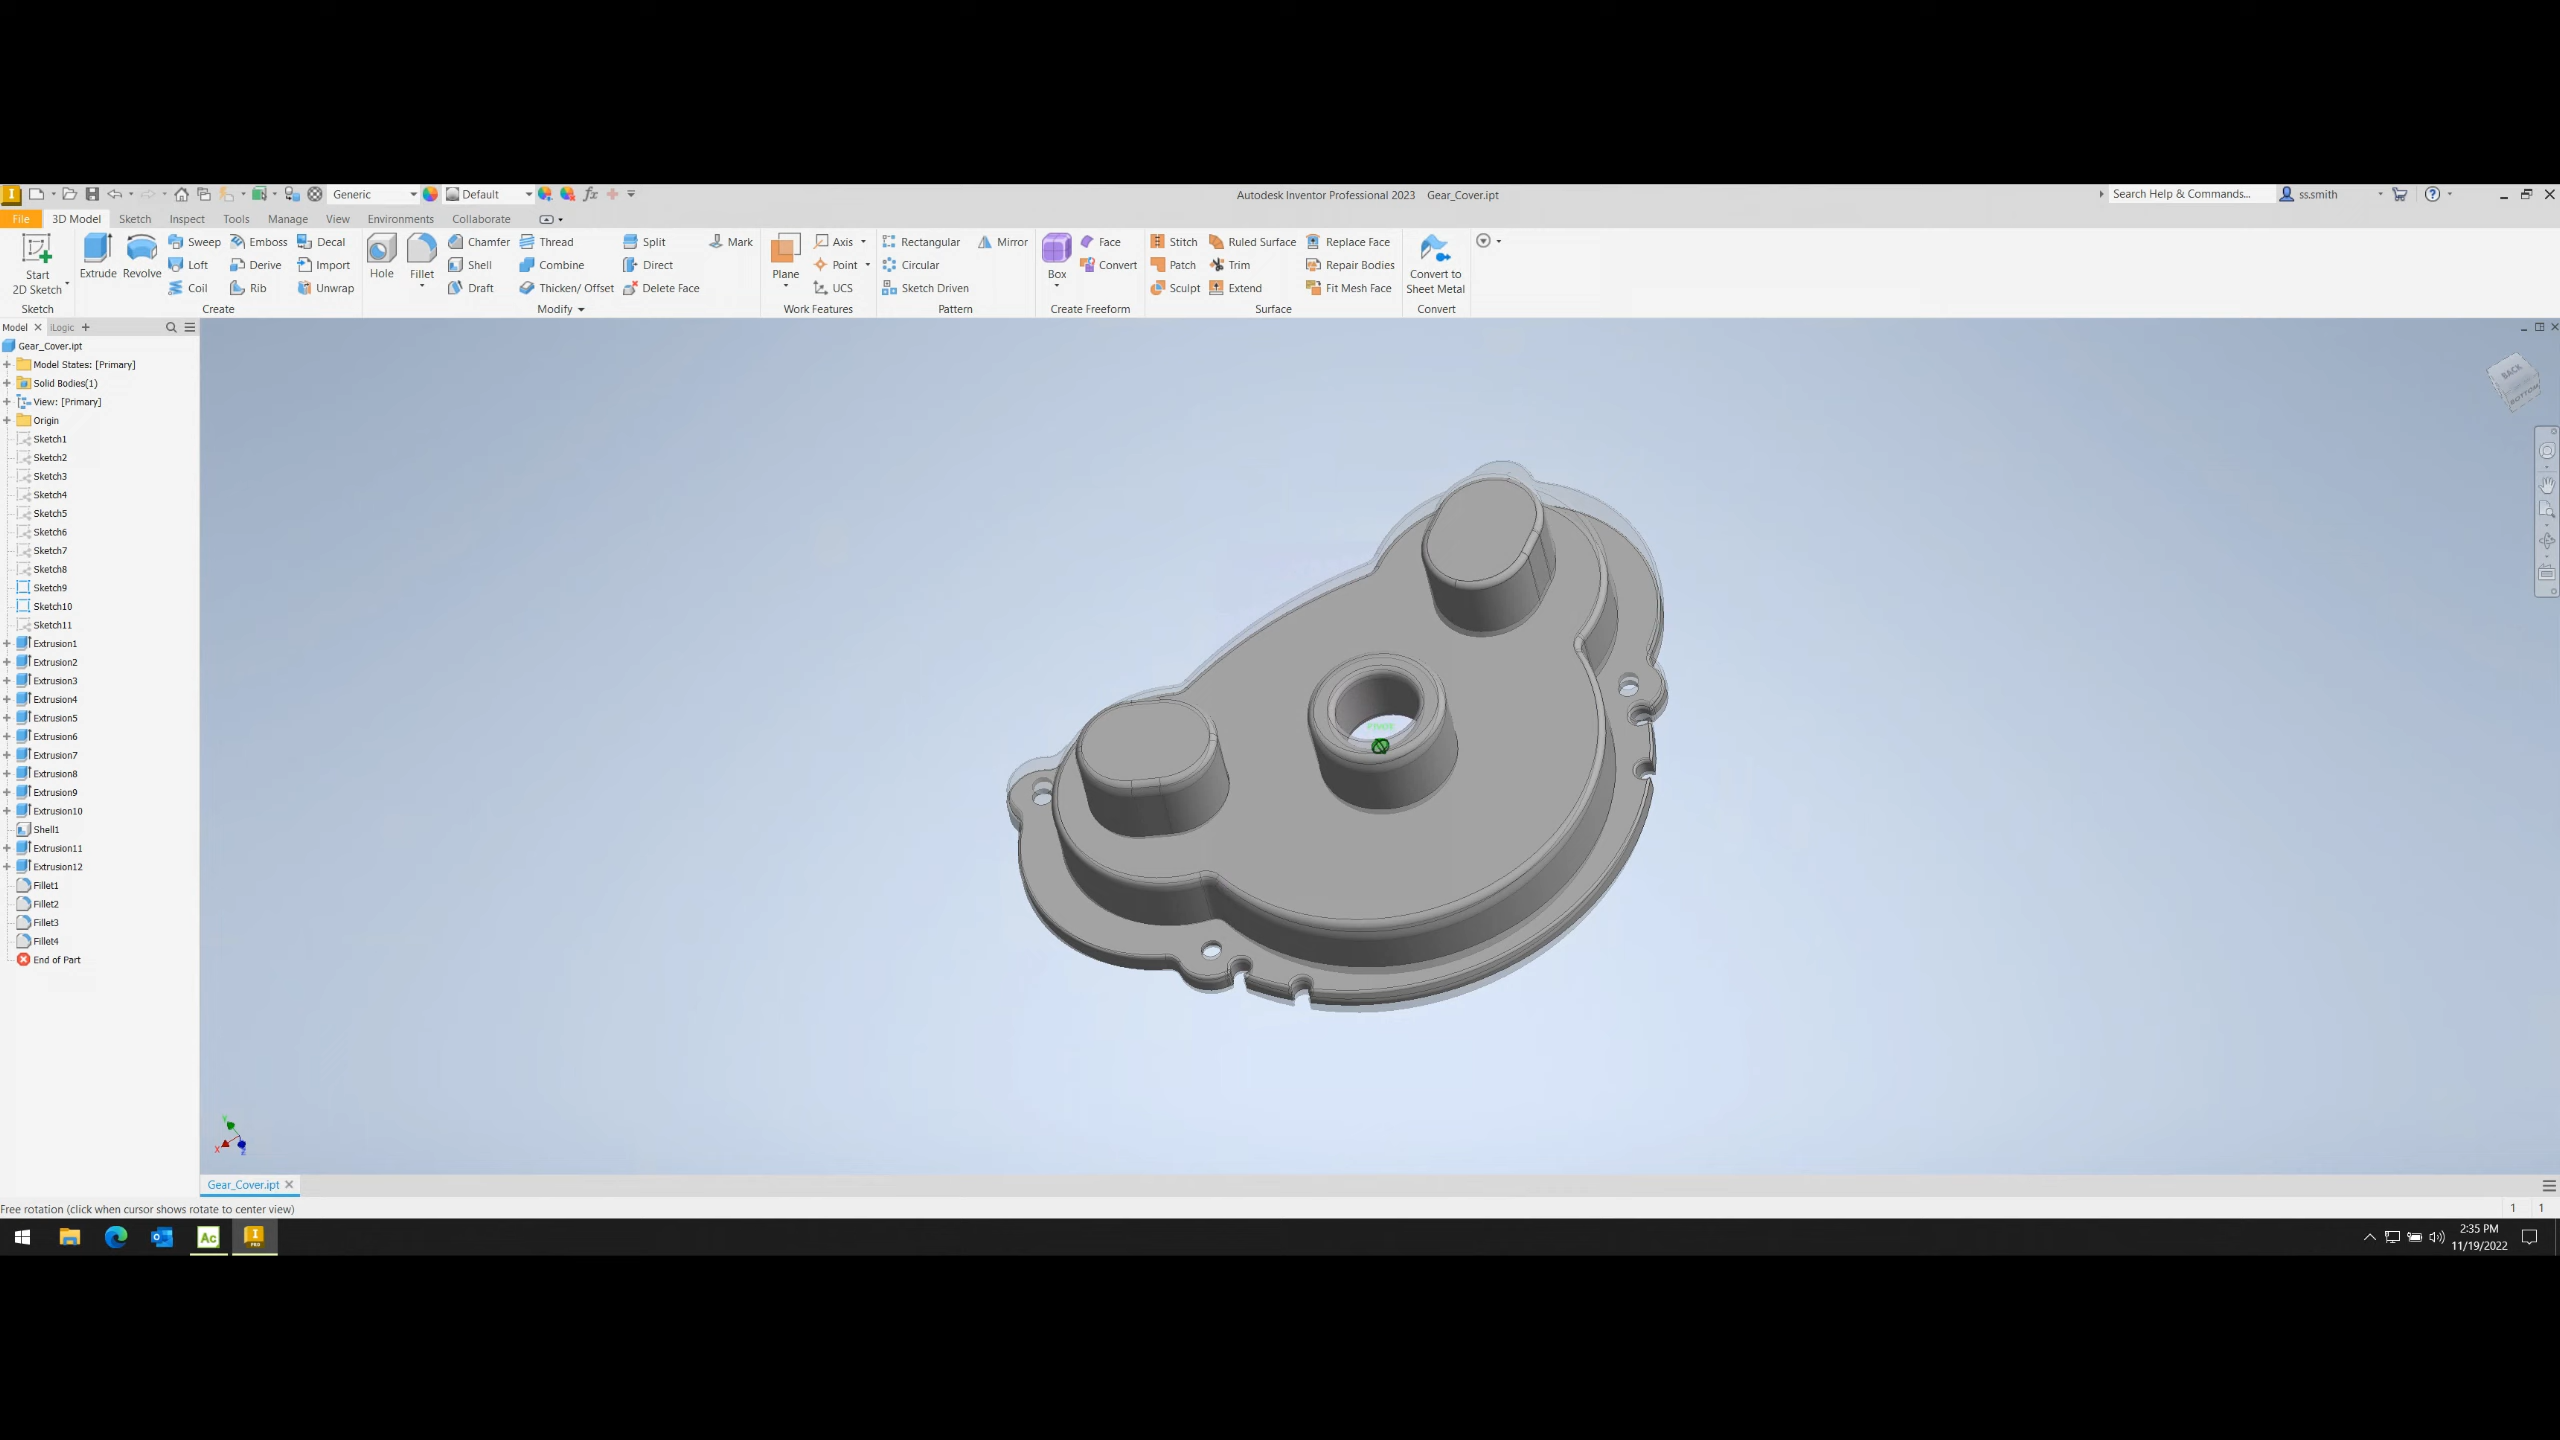 Generic
Default
fx
Autodesk Inventor Professional 2023 Gear_Cover.ipt
Search Help & Commands...
ss.smith
File 3D Model Sketch Inspect Tools Manage View Environments Collaborate
Start
2D Sketch
Extrude
Revolve
Sweep
Loft
Coil
Emboss
Derive
Rib
Decal
Import
Unwrap
Hole
Fillet
Chamfer
Shell
Draft
Thread
Combine
Thicken/ Offset
Split
Direct
Delete Face
Mark
Plane
Axis
Point
UCS
Rectangular
Circular
Sketch Driven
Mirror
Box
Face
Convert
Stitch
Patch
Sculpt
Ruled Surface
Trim
Extend
Replace Face
Repair Bodies
Fit Mesh Face
Convert to
Sheet Metal
Sketch Create Modify Work Features Pattern Create Freeform Surface Convert
Model iLogic +
Gear_Cover.ipt
Model States: [Primary]
Solid Bodies(1)
View: [Primary]
Origin
Sketch1
Sketch2
Sketch3
Sketch4
Sketch5
Sketch6
Sketch7
Sketch8
Sketch9
Sketch10
Sketch11
Extrusion1
Extrusion2
Extrusion3
Extrusion4
Extrusion5
Extrusion6
Extrusion7
Extrusion8
Extrusion9
Extrusion10
Shell1
Extrusion11
Extrusion12
Fillet1
Fillet2
Fillet3
Fillet4
End of Part
BACK
BOTTOM
PIVOT
Y
X
Z
Gear_Cover.ipt
Free rotation (click when cursor shows rotate to center view)
1 1
Ac
I
PRO
2:35 PM
11/19/2022